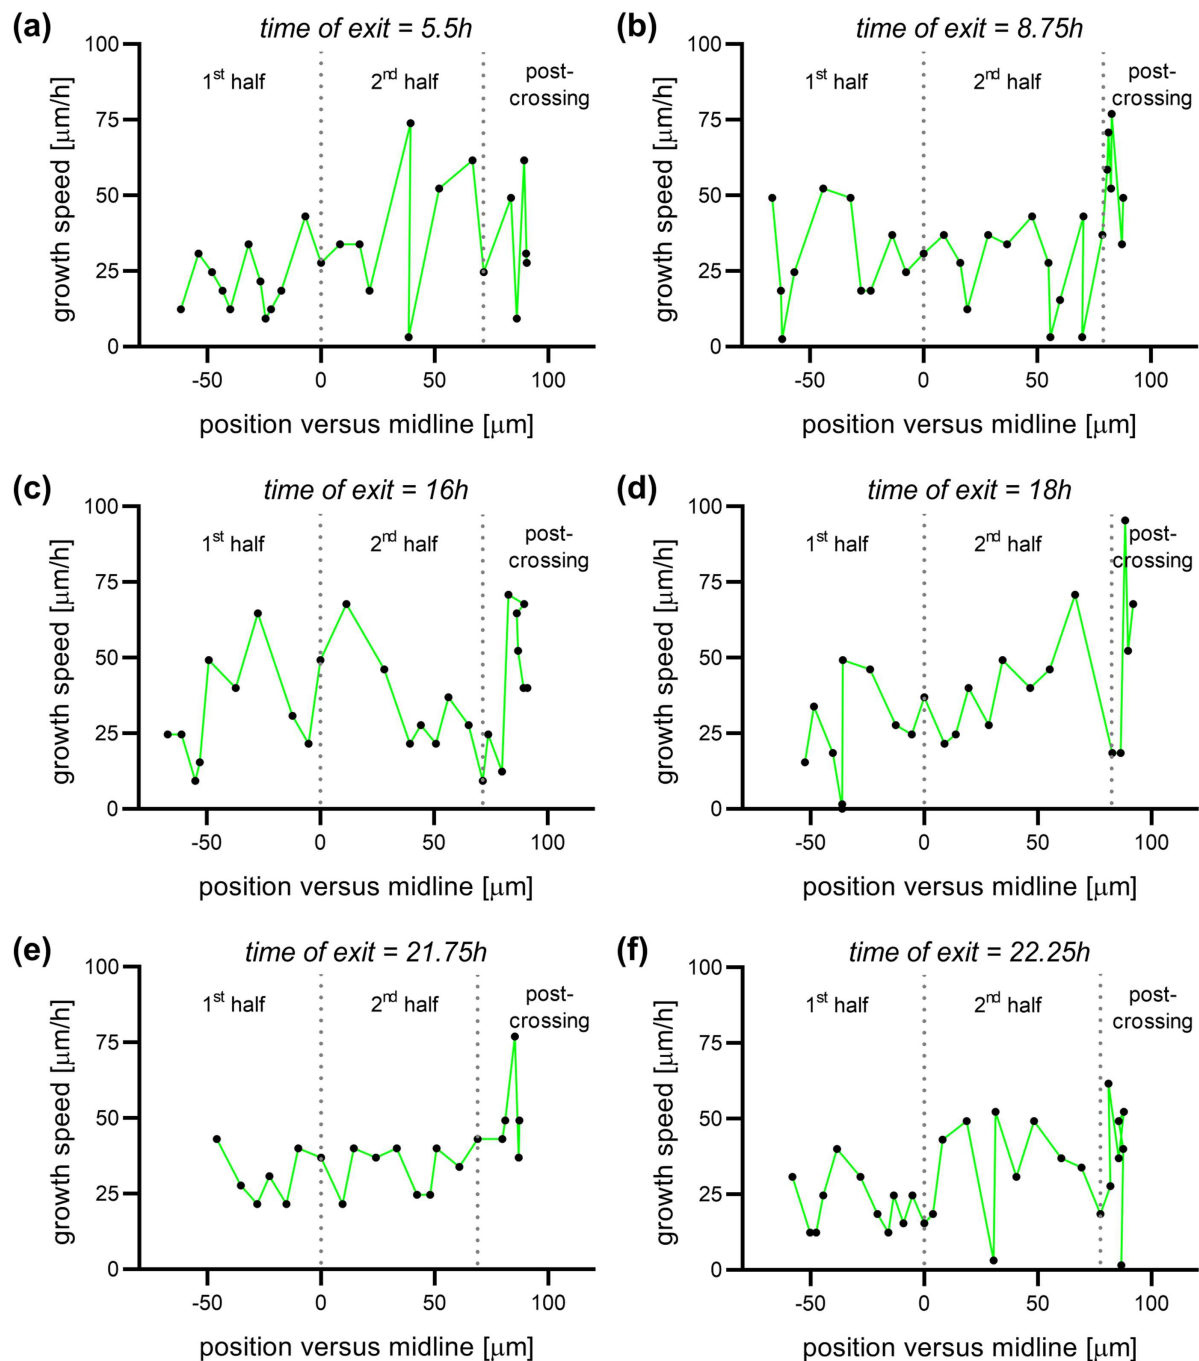 (a)
time of exit = 5.5h
100
75
50
25
0
growth speed [μm/h]
1st half
2nd half
post-
crossing
-50 0 50 100
position versus midline [μm]
(b)
time of exit = 8.75h
100
75
50
25
0
growth speed [μm/h]
1st half
2nd half
post-
crossing
-50 0 50 100
position versus midline [μm]
(c)
time of exit = 16h
100
75
50
25
0
growth speed [μm/h]
1st half
2nd half
post-
crossing
-50 0 50 100
position versus midline [μm]
(d)
time of exit = 18h
100
75
50
25
0
growth speed [μm/h]
1st half
2nd half
post-
crossing
-50 0 50 100
position versus midline [μm]
(e)
time of exit = 21.75h
100
75
50
25
0
growth speed [μm/h]
1st half
2nd half
post-
crossing
-50 0 50 100
position versus midline [μm]
(f)
time of exit = 22.25h
100
75
50
25
0
growth speed [μm/h]
1st half
2nd half
post-
crossing
-50 0 50 100
position versus midline [μm]